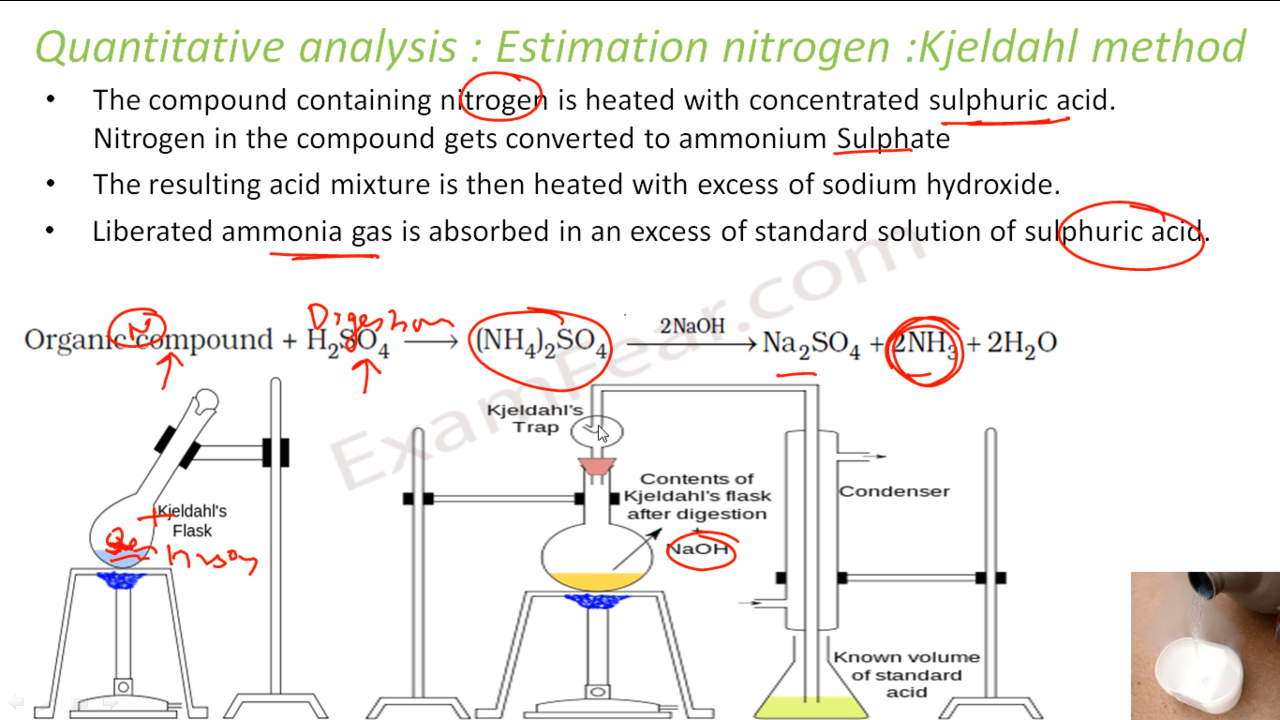 Quantitative analysis : Estimation nitrogen :Kjeldahl method
• The compound containing nitrogen is heated with concentrated sulphuric acid.
Nitrogen in the compound gets converted to ammonium Sulphate
• The resulting acid mixture is then heated with excess of sodium hydroxide.
• Liberated ammonia gas is absorbed in an excess of standard solution of sulphuric acid.
N
Digestion
Organic compound + H₂SO₄ ⟶ (NH₄)₂SO₄ 2NaOH ⟶ Na₂SO₄ + 2NH₃ + 2H₂O
ExamFear.com
Kjeldahl's
Trap
Contents of
Kjeldahl's flask
after digestion
+
NaOH
Condenser
Kjeldahl's
Flask
+
H2SO4
Known volume
of standard
acid